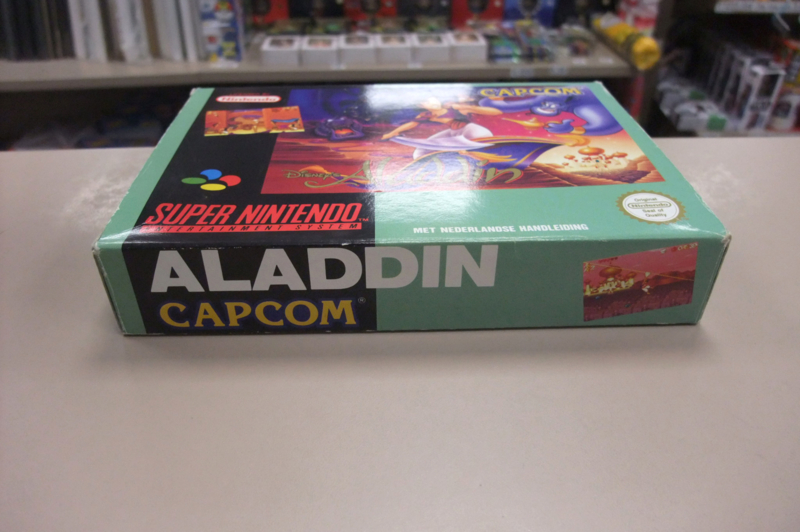 Nintendo
CAPCOM
DISNEY'S Aladdin
SUPER NINTENDO
ENTERTAINMENT SYSTEM
MET NEDERLANDSE HANDLEIDING
Original
Nintendo
Seal of
Quality
ALADDIN
CAPCOM®